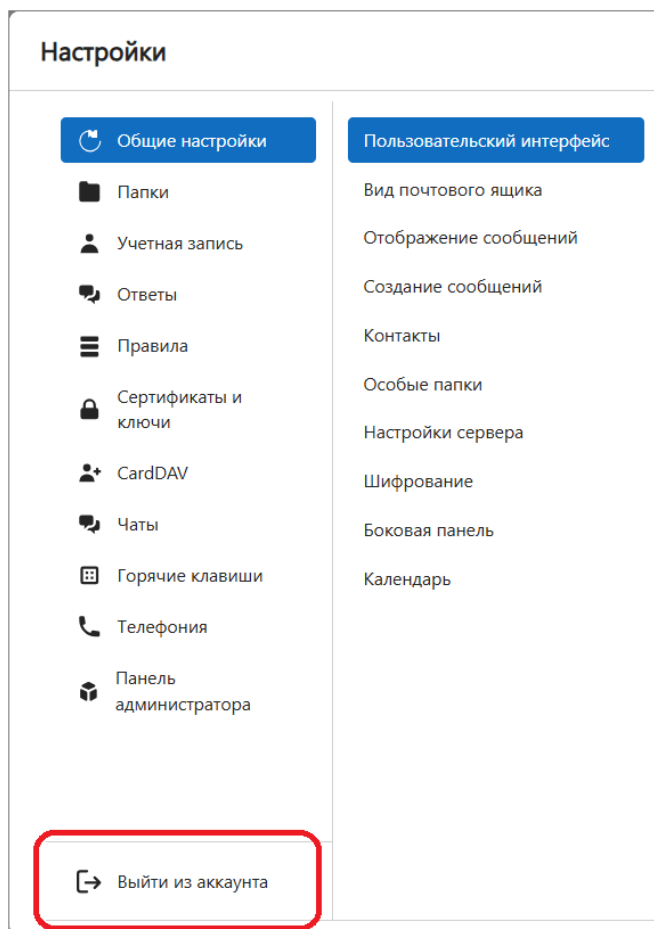 Настройки
Общие настройки
Папки
Учетная запись
Ответы
Правила
Сертификаты и
ключи
CardDAV
Чаты
Горячие клавиши
Телефония
Панель
администратора
Выйти из аккаунта
Пользовательский интерфейс
Вид почтового ящика
Отображение сообщений
Создание сообщений
Контакты
Особые папки
Настройки сервера
Шифрование
Боковая панель
Календарь